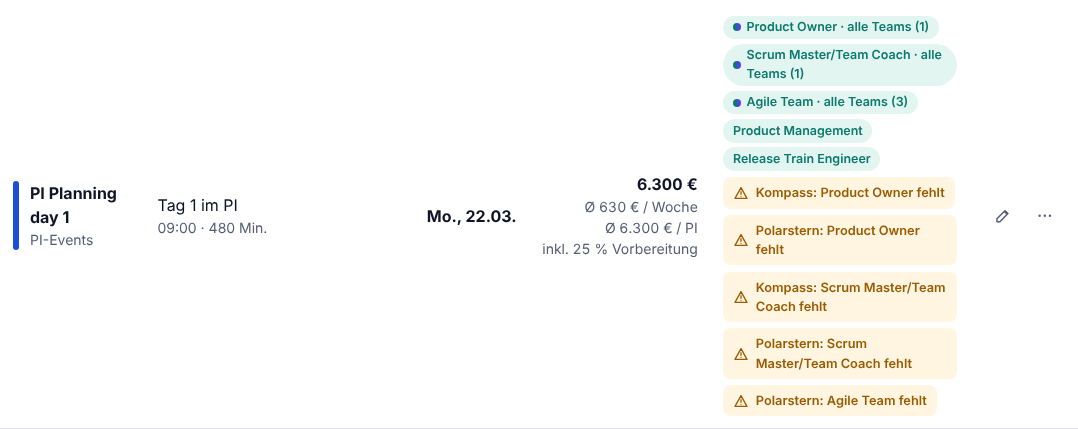 PI Planning
day 1
PI-Events
Tag 1 im PI
09:00 · 480 Min.
Mo., 22.03.
6.300 €
Ø 630 € / Woche
Ø 6.300 € / PI
inkl. 25 % Vorbereitung
Product Owner · alle Teams (1)
Scrum Master/Team Coach · alle
Teams (1)
Agile Team · alle Teams (3)
Product Management
Release Train Engineer
Kompass: Product Owner fehlt
Polarstern: Product Owner
fehlt
Kompass: Scrum Master/Team
Coach fehlt
Polarstern: Scrum
Master/Team Coach fehlt
Polarstern: Agile Team fehlt